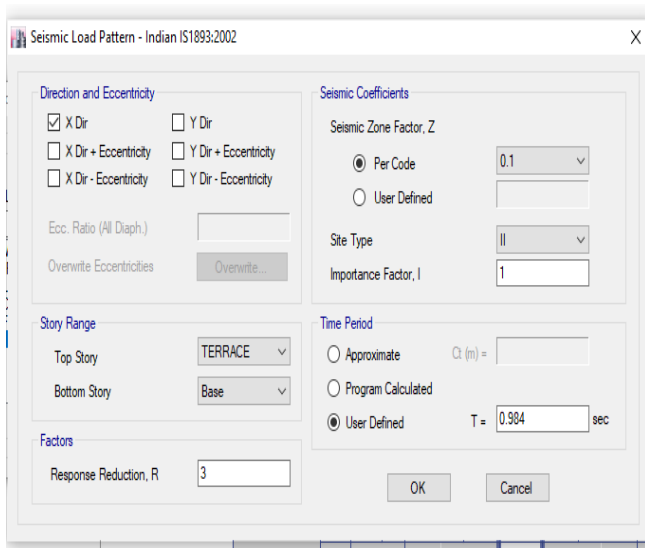 Seismic Load Pattern - Indian IS1893:2002
Direction and Eccentricity
X Dir
Y Dir
X Dir + Eccentricity
Y Dir + Eccentricity
X Dir - Eccentricity
Y Dir - Eccentricity
Ecc. Ratio (All Diaph.)
Overwrite Eccentricities
Overwrite...
Story Range
Top Story
TERRACE
Bottom Story
Base
Factors
Response Reduction, R
3
Seismic Coefficients
Seismic Zone Factor, Z
Per Code
0.1
User Defined
Site Type
II
Importance Factor, I
1
Time Period
Approximate
Ct (m) =
Program Calculated
User Defined
T =
0.984
sec
OK
Cancel